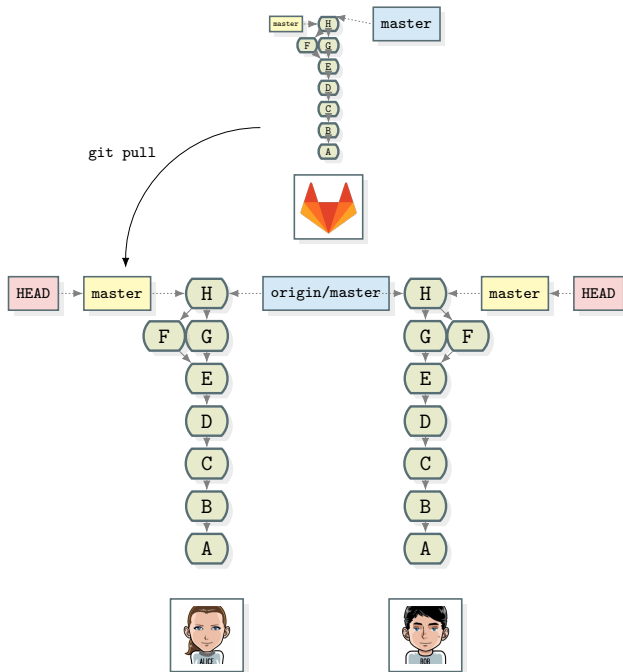 master H master
F G
E
D
C
B
A
git pull
HEAD master H origin/master H master HEAD
F G G F
E E
D D
C C
B B
A A
ALICE BOB